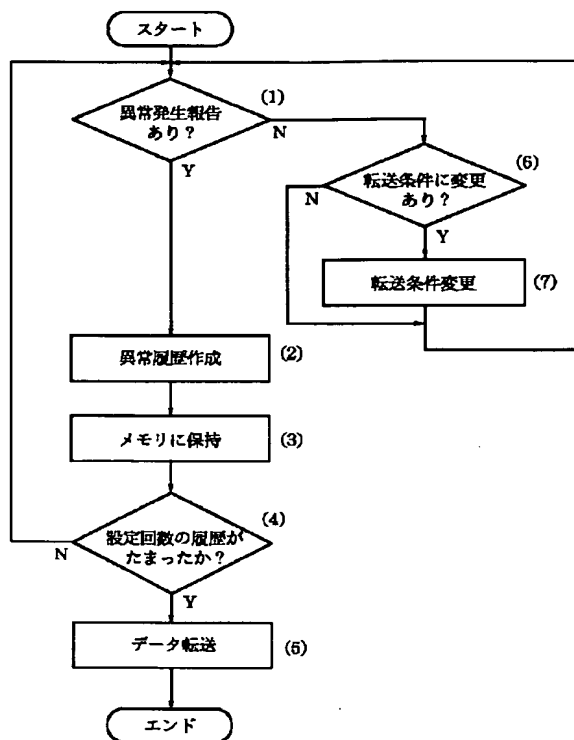 スタート
異常発生報告
あり?
(1)
N
Y
転送条件に変更
あり?
(6)
N
Y
転送条件変更
(7)
異常履歴作成
(2)
メモリに保持
(3)
設定回数の履歴が
たまったか?
(4)
N
Y
データ転送
(5)
エンド